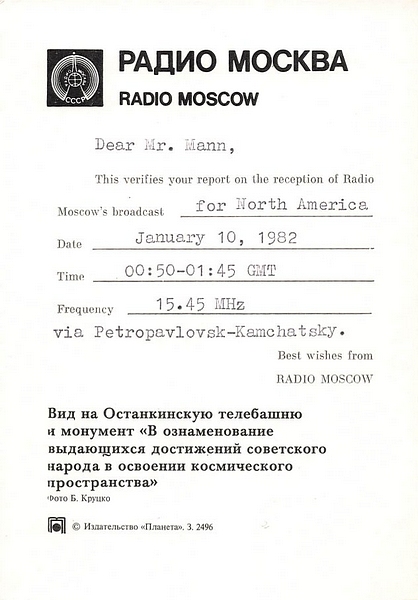 СССР
РАДИО МОСКВА
RADIO MOSCOW
Dear Mr. Mann,
This verifies your report on the reception of Radio
Moscow's broadcast for North America
Date January 10, 1982
Time 00:50-01:45 GMT
Frequency 15.45 MHz
via Petropavlovsk-Kamchatsky.
Best wishes from
RADIO MOSCOW
Вид на Останкинскую телебашню
и монумент «В ознаменование
выдающихся достижений советского
народа в освоении космического
пространства»
Фото Б. Круцко
© Издательство «Планета». З. 2496